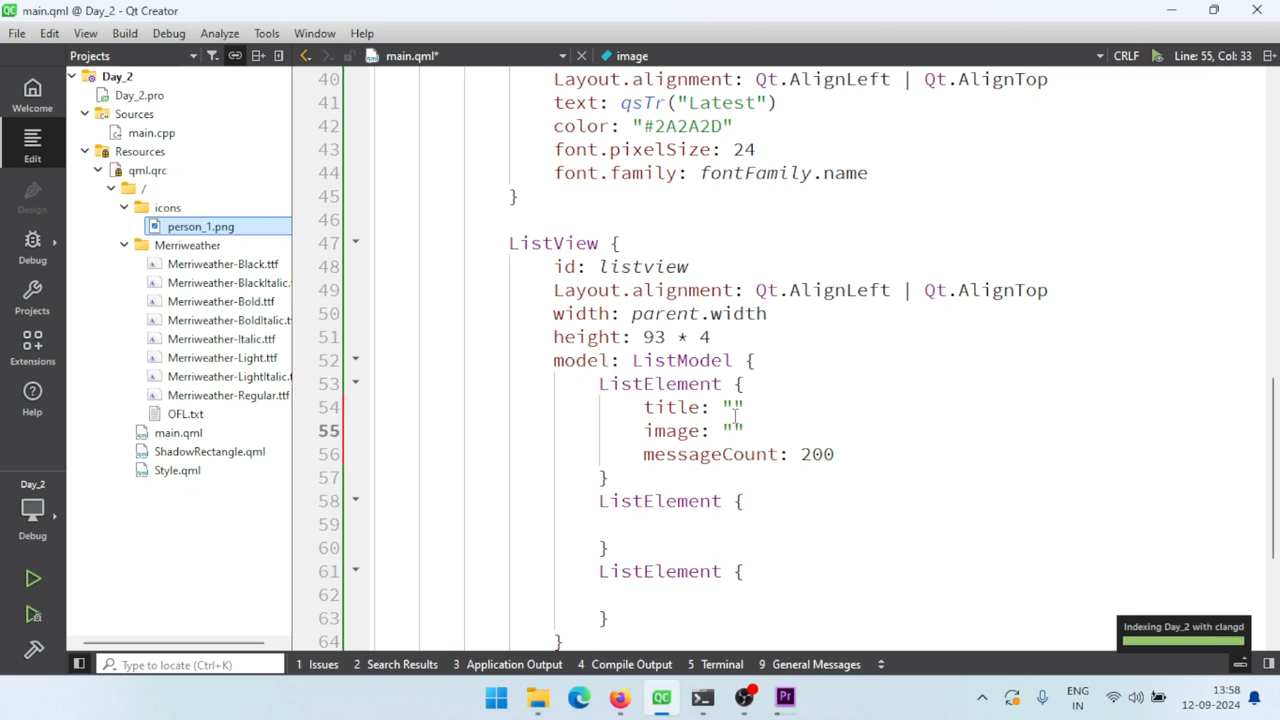 main.qml @ Day_2 - Qt Creator
File Edit View Build Debug Analyze Tools Window Help
Projects main.qml* image CRLF Line: 55, Col: 33
Welcome
Edit
Design
Debug
Projects
Extensions
Help
Day_2
Debug
Day_2
Day_2.pro
Sources
main.cpp
Resources
qml.qrc
/
icons
person_1.png
Merriweather
Merriweather-Black.ttf
Merriweather-BlackItalic.
Merriweather-Bold.ttf
Merriweather-BoldItalic.t
Merriweather-Italic.ttf
Merriweather-Light.ttf
Merriweather-LightItalic.t
Merriweather-Regular.ttf
OFL.txt
main.qml
ShadowRectangle.qml
Style.qml
40 Layout.alignment: Qt.AlignLeft | Qt.AlignTop
41 text: qsTr("Latest")
42 color: "#2A2A2D"
43 font.pixelSize: 24
44 font.family: fontFamily.name
45 }
46
47 ListView {
48 id: listview
49 Layout.alignment: Qt.AlignLeft | Qt.AlignTop
50 width: parent.width
51 height: 93 * 4
52 model: ListModel {
53 ListElement {
54 title: ""
55 image: ""
56 messageCount: 200
57 }
58 ListElement {
59
60 }
61 ListElement {
62
63 }
64 }
Indexing Day_2 with clangd
Type to locate (Ctrl+K) 1 Issues 2 Search Results 3 Application Output 4 Compile Output 5 Terminal 9 General Messages
ENG
IN
13:58
12-09-2024